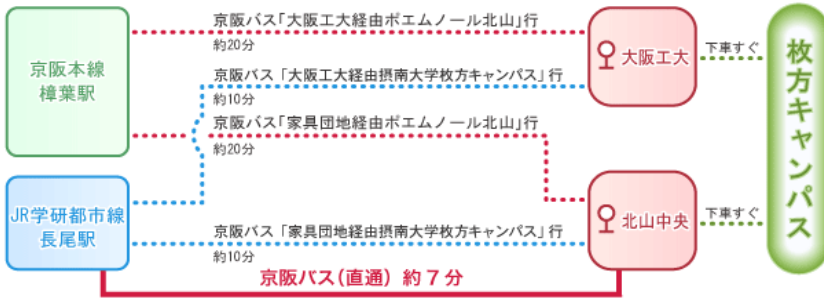 京阪本線
樟葉駅
京阪バス「大阪工大経由ポエムノール北山」行
約20分
京阪バス「大阪工大経由摂南大学枚方キャンパス」行
約10分
京阪バス「家具団地経由ポエムノール北山」行
約20分
JR学研都市線
長尾駅
京阪バス「家具団地経由摂南大学枚方キャンパス」行
約10分
京阪バス(直通) 約7分
大阪工大
下車すぐ
北山中央
下車すぐ
枚方キャンパス